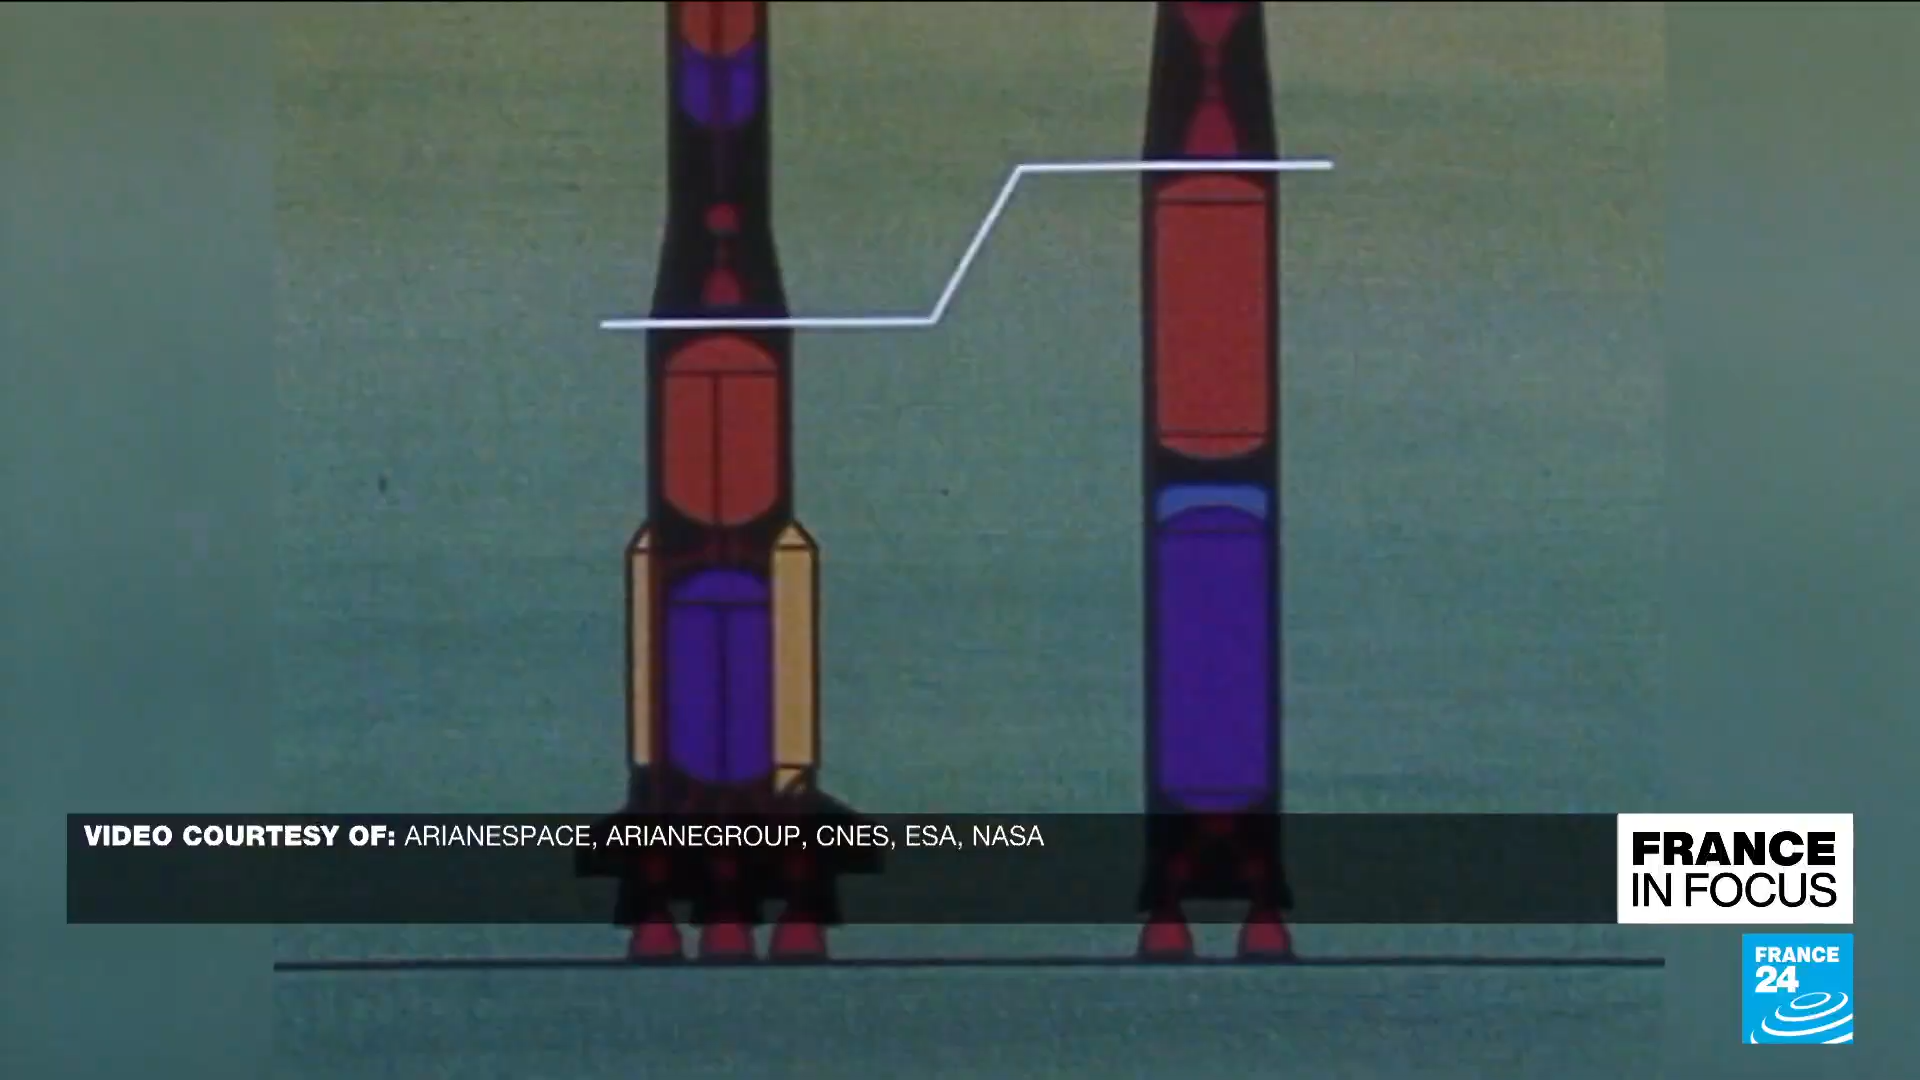 VIDEO COURTESY OF: ARIANESPACE, ARIANEGROUP, CNES, ESA, NASA
FRANCE
IN FOCUS
FRANCE
24